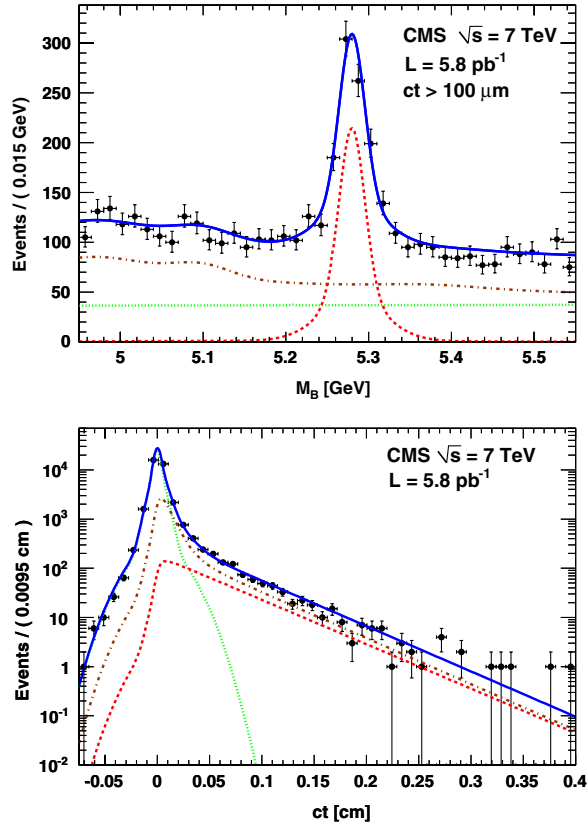 CMS √s = 7 TeV
L = 5.8 pb⁻¹
ct > 100 μm
Events / ( 0.015 GeV)
300
250
200
150
100
50
0
5 5.1 5.2 5.3 5.4 5.5
M_B [GeV]
CMS √s = 7 TeV
L = 5.8 pb⁻¹
Events / ( 0.0095 cm)
10⁴
10³
10²
10
1
10⁻¹
10⁻²
-0.05 0 0.05 0.1 0.15 0.2 0.25 0.3 0.35 0.4
ct [cm]